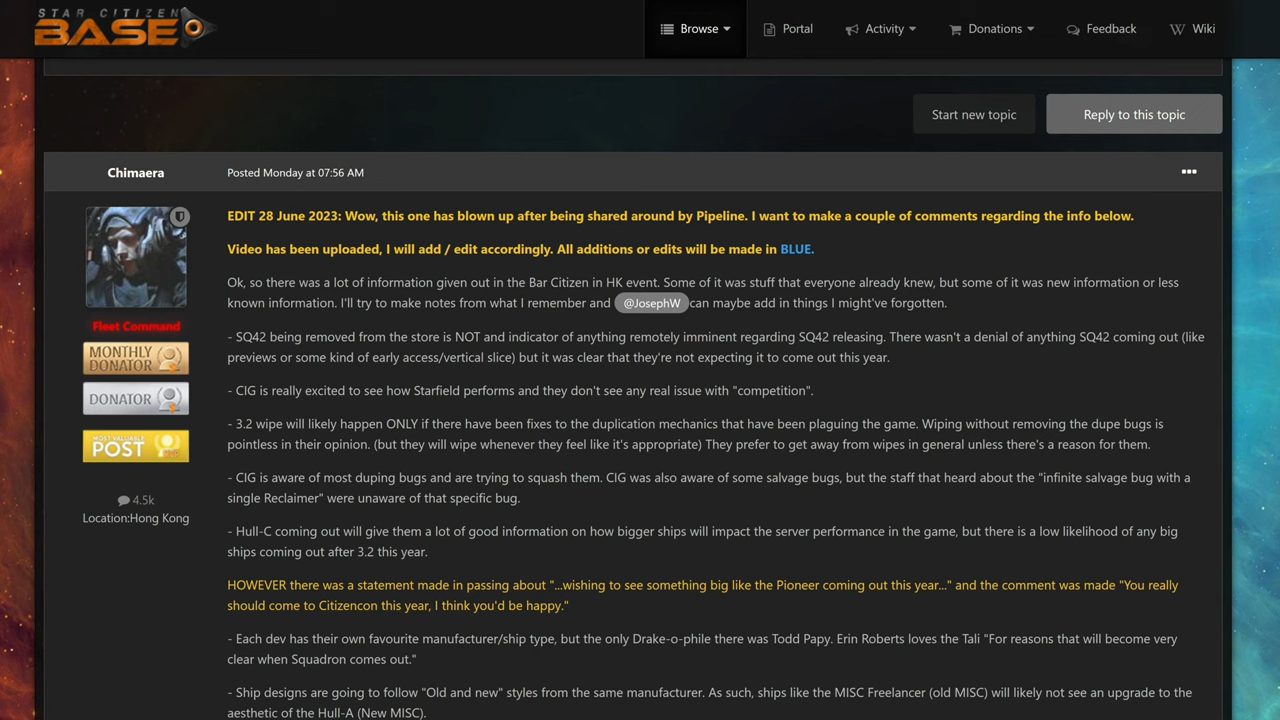 STAR CITIZEN
BASE
Browse
Portal
Activity
Donations
Feedback
Wiki
Start new topic
Reply to this topic
Chimaera
Posted Monday at 07:56 AM
Fleet Command
MONTHLY
DONATOR
DONATOR
MOST VALUABLE
POST
4.5k
Location:Hong Kong
EDIT 28 June 2023: Wow, this one has blown up after being shared around by Pipeline. I want to make a couple of comments regarding the info below.
Video has been uploaded, I will add / edit accordingly. All additions or edits will be made in BLUE.
Ok, so there was a lot of information given out in the Bar Citizen in HK event. Some of it was stuff that everyone already knew, but some of it was new information or less
known information. I'll try to make notes from what I remember and @JosephW can maybe add in things I might've forgotten.
- SQ42 being removed from the store is NOT and indicator of anything remotely imminent regarding SQ42 releasing. There wasn't a denial of anything SQ42 coming out (like
previews or some kind of early access/vertical slice) but it was clear that they're not expecting it to come out this year.
- CIG is really excited to see how Starfield performs and they don't see any real issue with "competition".
- 3.2 wipe will likely happen ONLY if there have been fixes to the duplication mechanics that have been plaguing the game. Wiping without removing the dupe bugs is
pointless in their opinion. (but they will wipe whenever they feel like it's appropriate) They prefer to get away from wipes in general unless there's a reason for them.
- CIG is aware of most duping bugs and are trying to squash them. CIG was also aware of some salvage bugs, but the staff that heard about the "infinite salvage bug with a
single Reclaimer" were unaware of that specific bug.
- Hull-C coming out will give them a lot of good information on how bigger ships will impact the server performance in the game, but there is a low likelihood of any big
ships coming out after 3.2 this year.
HOWEVER there was a statement made in passing about "...wishing to see something big like the Pioneer coming out this year..." and the comment was made "You really
should come to Citizencon this year, I think you'd be happy."
- Each dev has their own favourite manufacturer/ship type, but the only Drake-o-phile there was Todd Papy. Erin Roberts loves the Tali "For reasons that will become very
clear when Squadron comes out."
- Ship designs are going to follow "Old and new" styles from the same manufacturer. As such, ships like the MISC Freelancer (old MISC) will likely not see an upgrade to the
aesthetic of the Hull-A (New MISC).